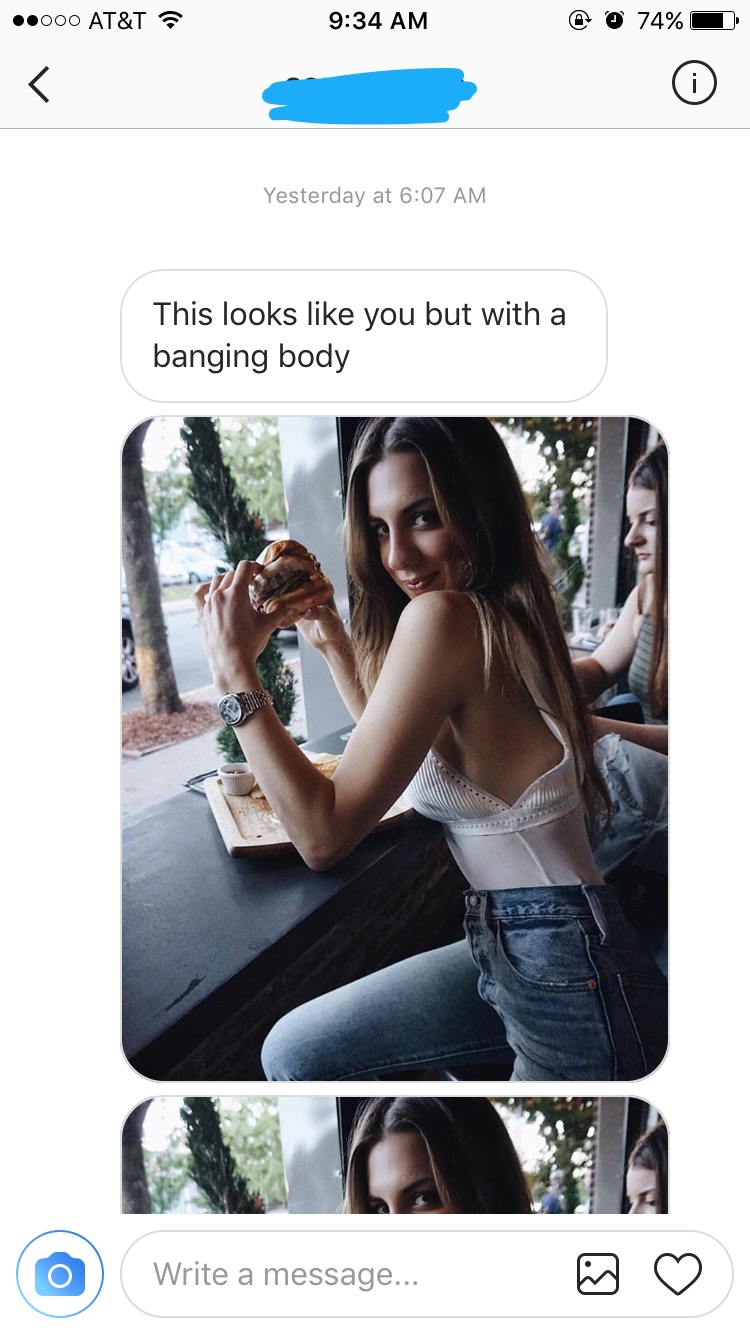 AT&T 9:34 AM 74%
Yesterday at 6:07 AM
This looks like you but with a
banging body
Write a message...